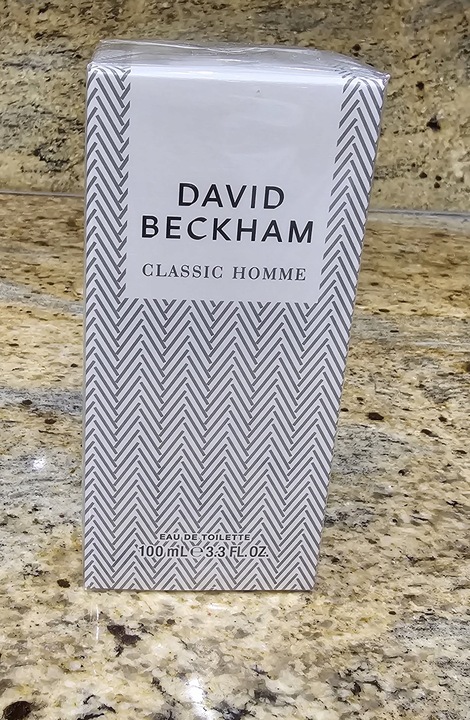 DAVID
BECKHAM
CLASSIC HOMME
EAU DE TOILETTE
100 mL ℮ 3.3 FL.OZ.